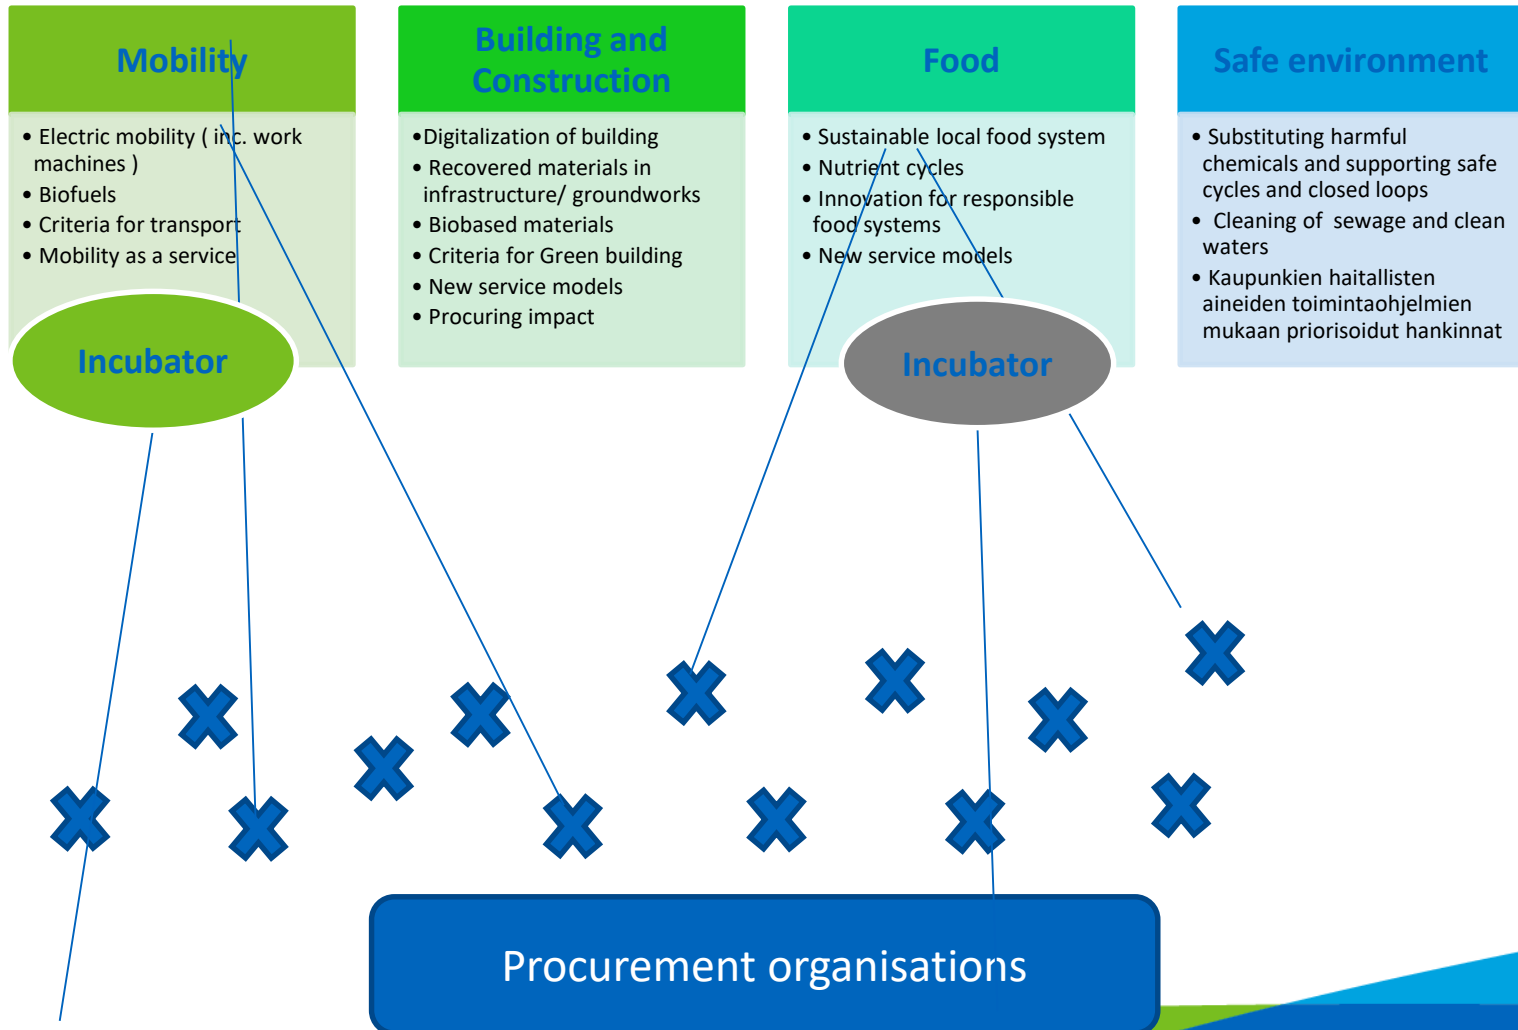 Mobility
• Electric mobility ( inc. work
machines )
• Biofuels
• Criteria for transport
• Mobility as a service
Incubator
Building and
Construction
•Digitalization of building
• Recovered materials in
infrastructure/ groundworks
• Biobased materials
• Criteria for Green building
• New service models
• Procuring impact
Food
• Sustainable local food system
• Nutrient cycles
• Innovation for responsible
food systems
• New service models
Incubator
Safe environment
• Substituting harmful
chemicals and supporting safe
cycles and closed loops
• Cleaning of sewage and clean
waters
• Kaupunkien haitallisten
aineiden toimintaohjelmien
mukaan priorisoidut hankinnat
Procurement organisations